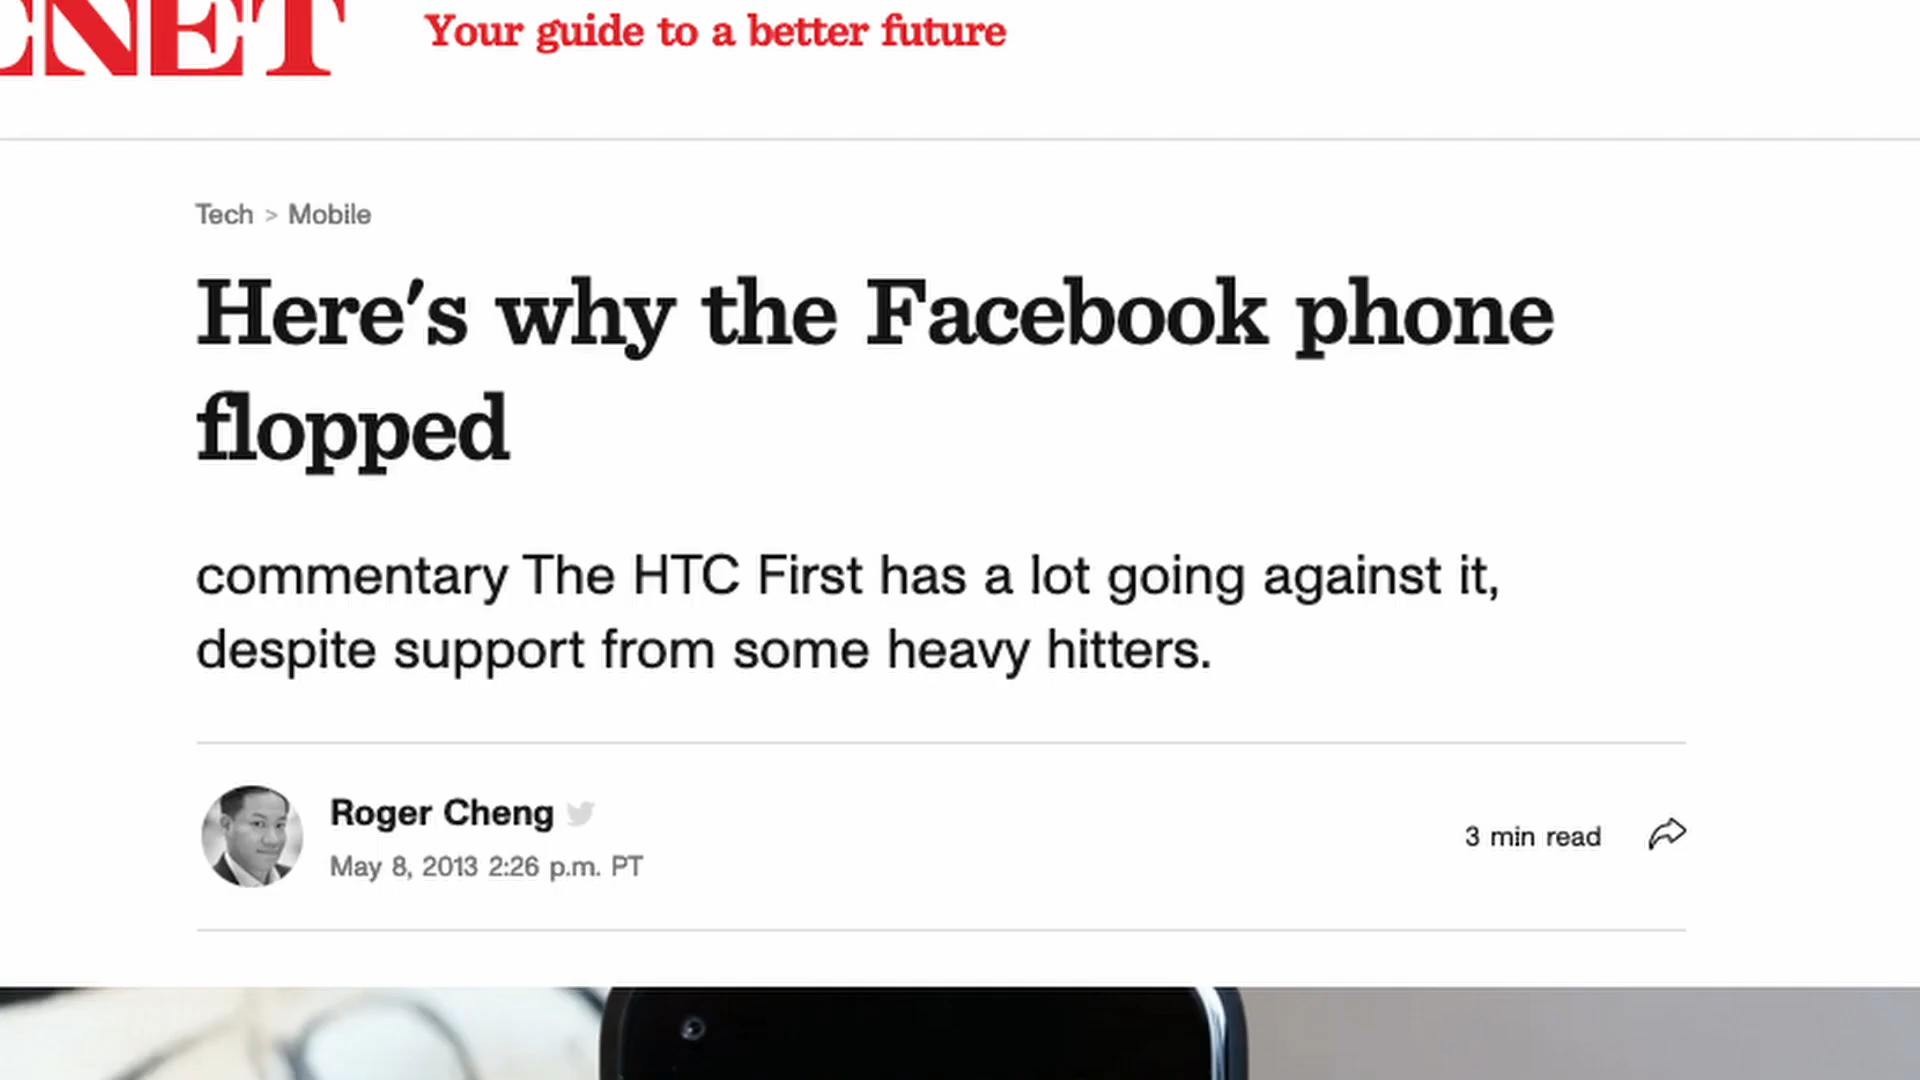 CNET
Your guide to a better future
Tech > Mobile
Here's why the Facebook phone
flopped
commentary The HTC First has a lot going against it,
despite support from some heavy hitters.
Roger Cheng
May 8, 2013 2:26 p.m. PT
3 min read